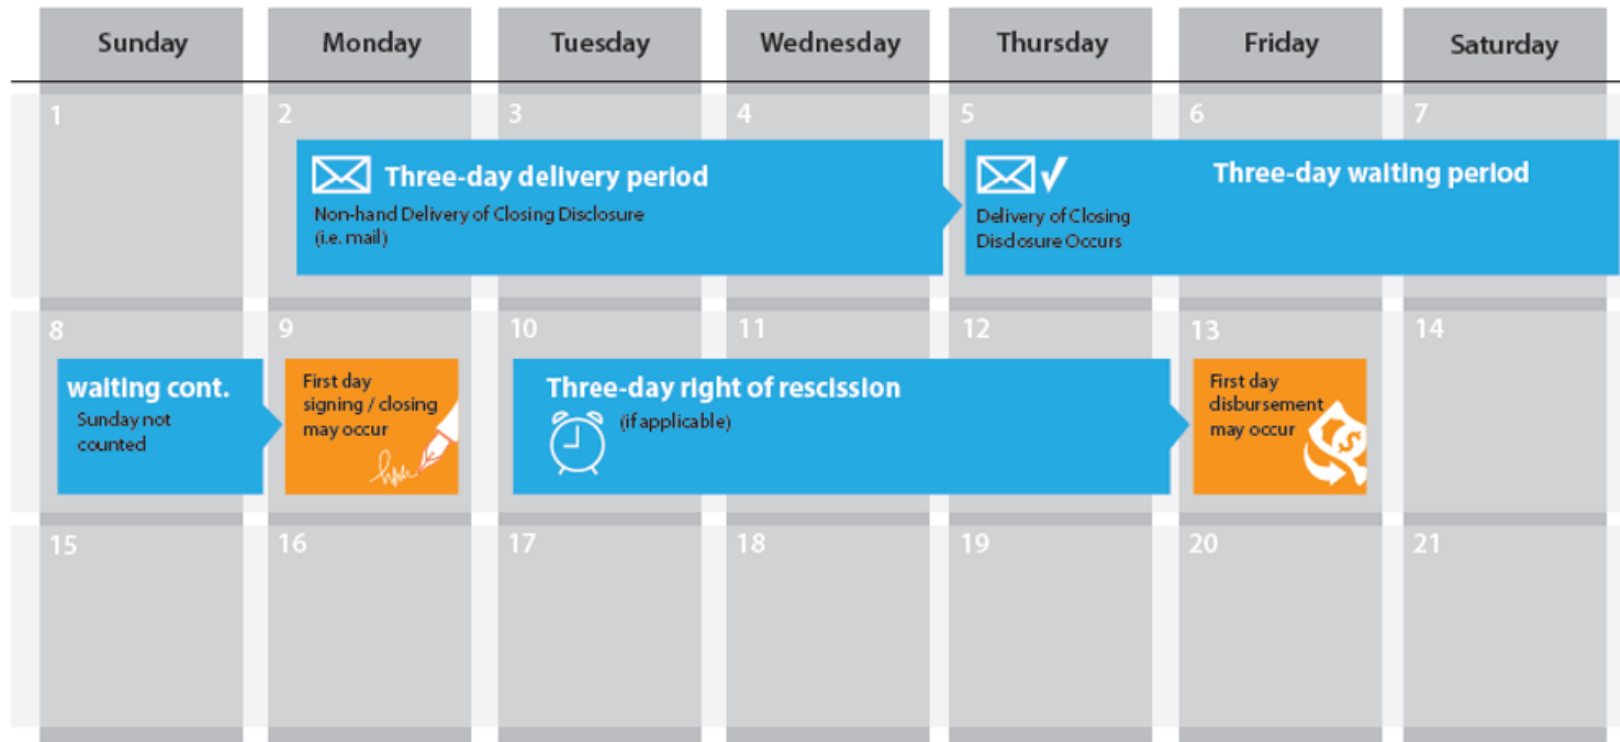 Sunday Monday Tuesday Wednesday Thursday Friday Saturday
1 2 3 4 5 6 7
Three-day delivery period
Non-hand Delivery of Closing Disclosure
(i.e. mail)
Three-day waiting period
Delivery of Closing
Disclosure Occurs
8 9 10 11 12 13 14
waiting cont.
Sunday not
counted
First day
signing / closing
may occur
Three-day right of rescission
(if applicable)
First day
disbursement
may occur
$
15 16 17 18 19 20 21